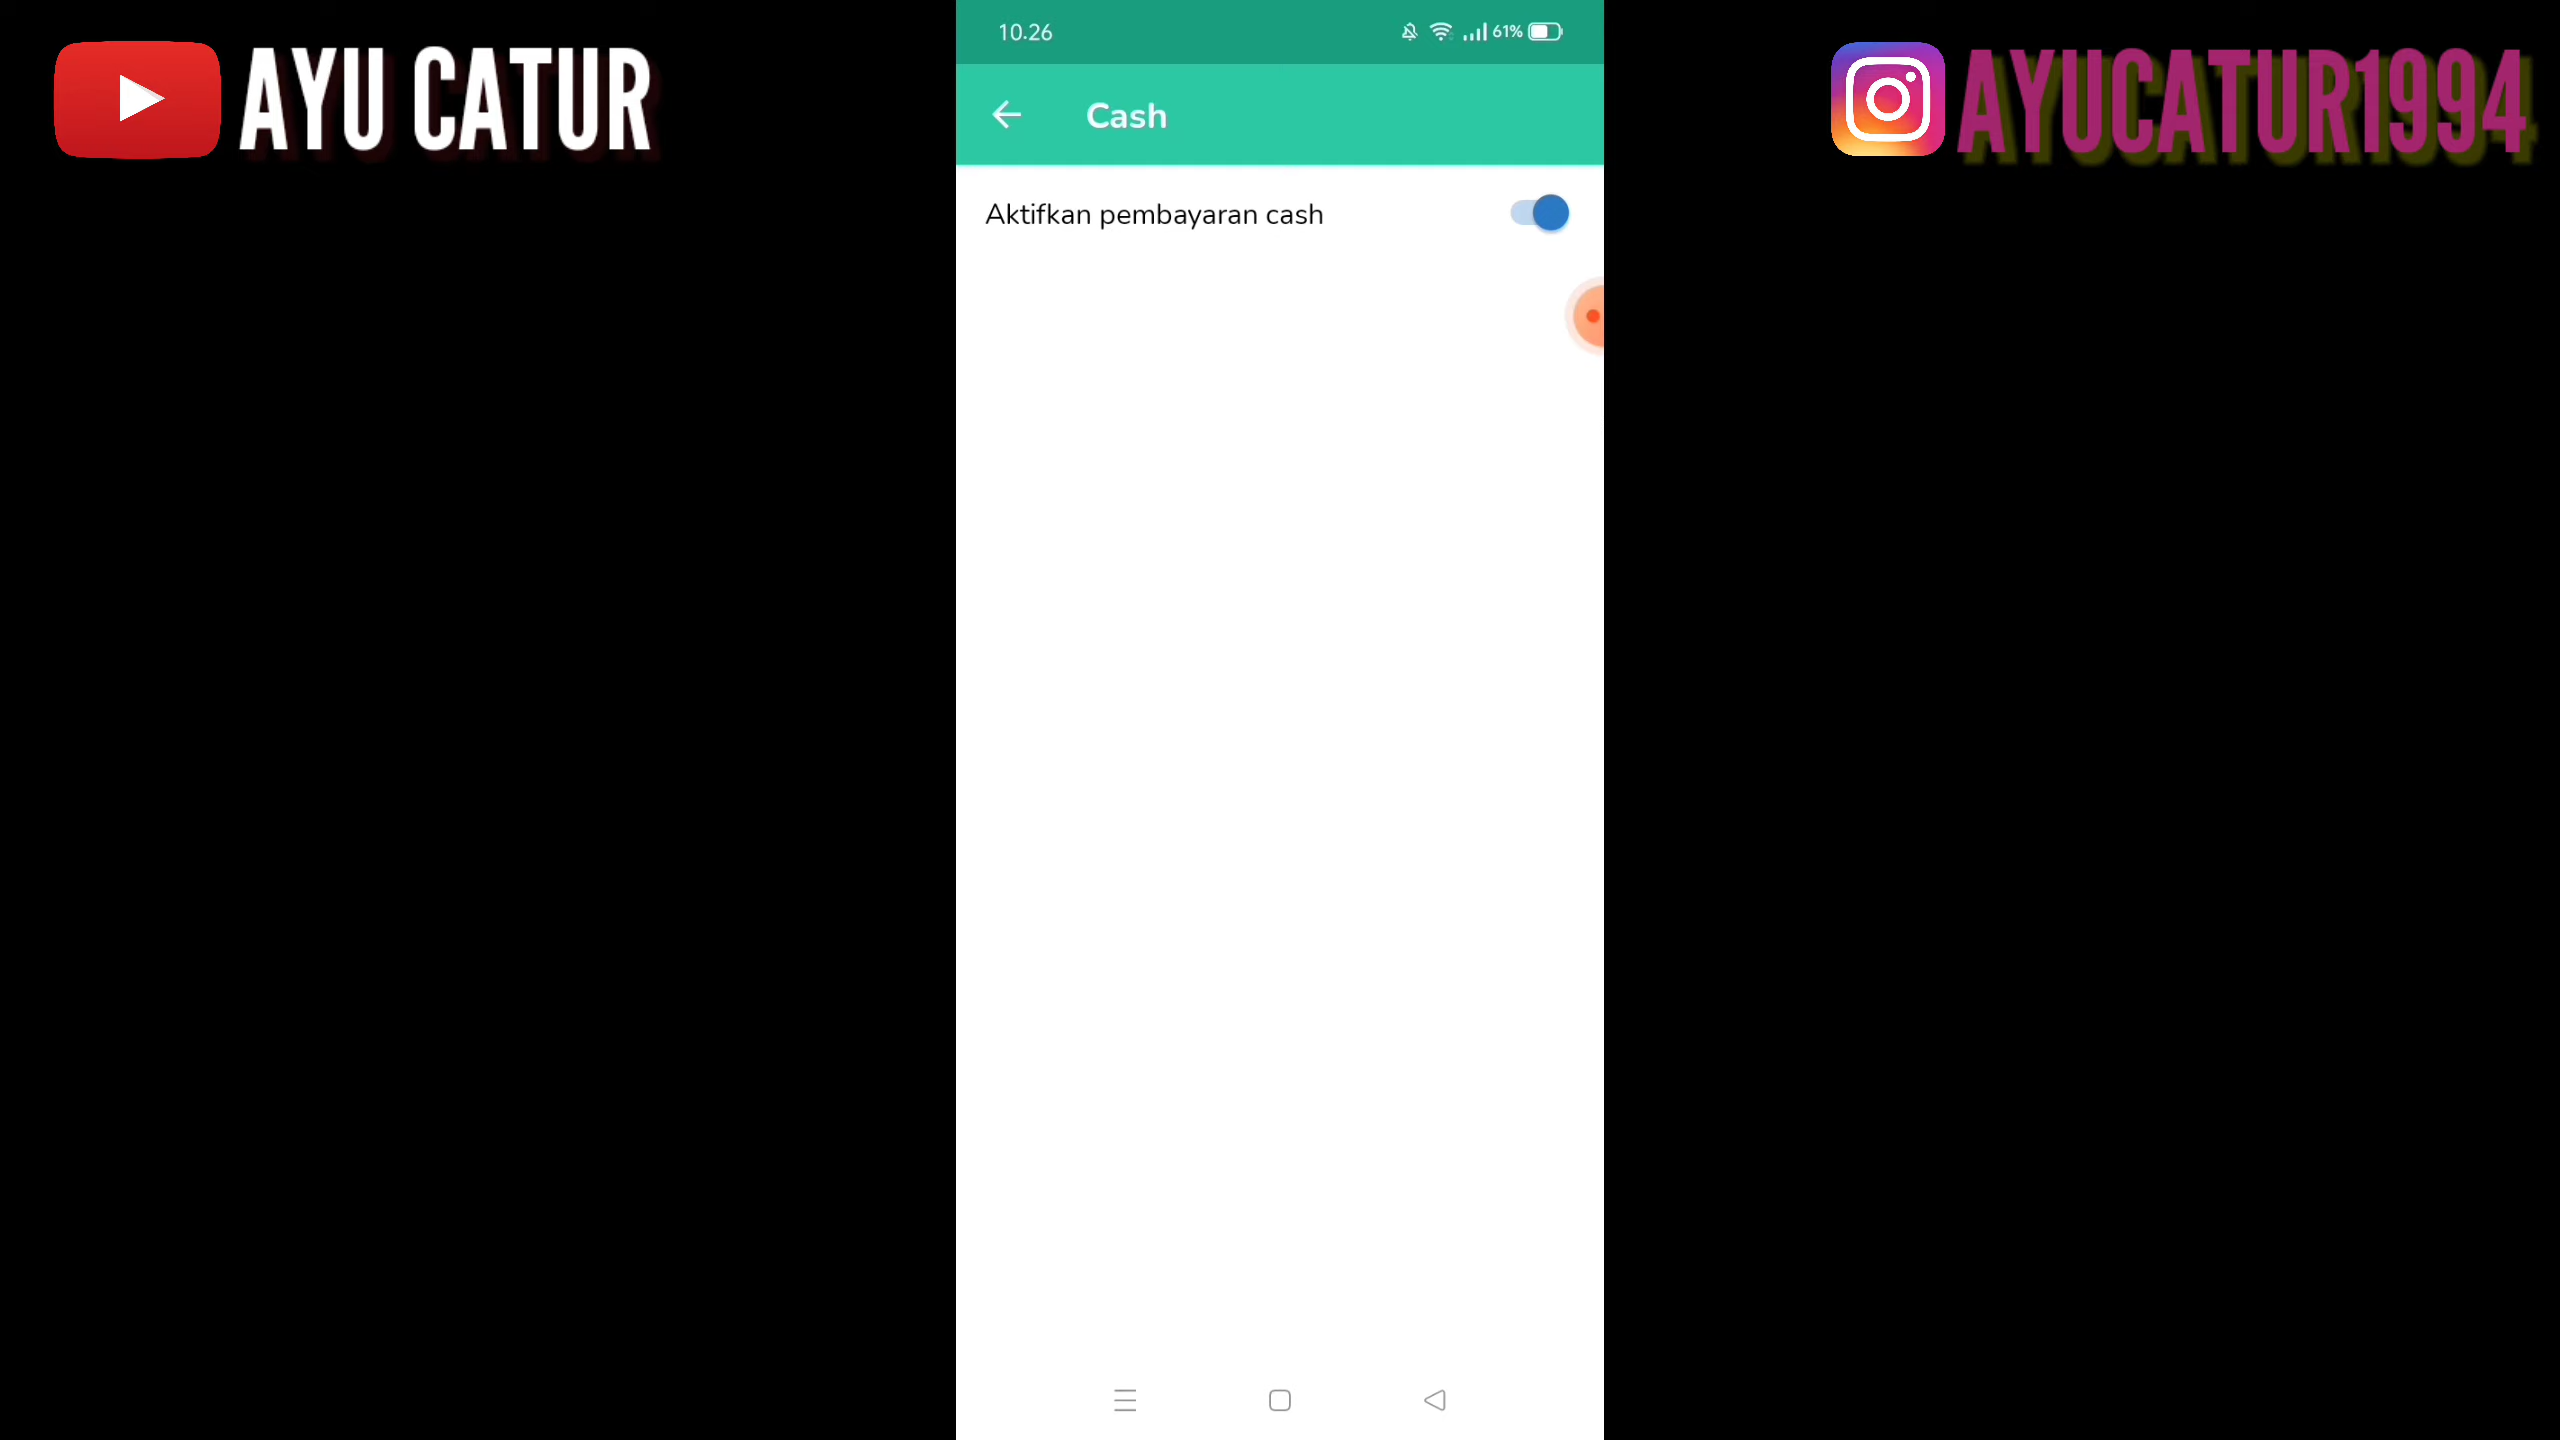 AYU CATUR
AYUCATUR1994
10.26
61%
Cash
Aktifkan pembayaran cash